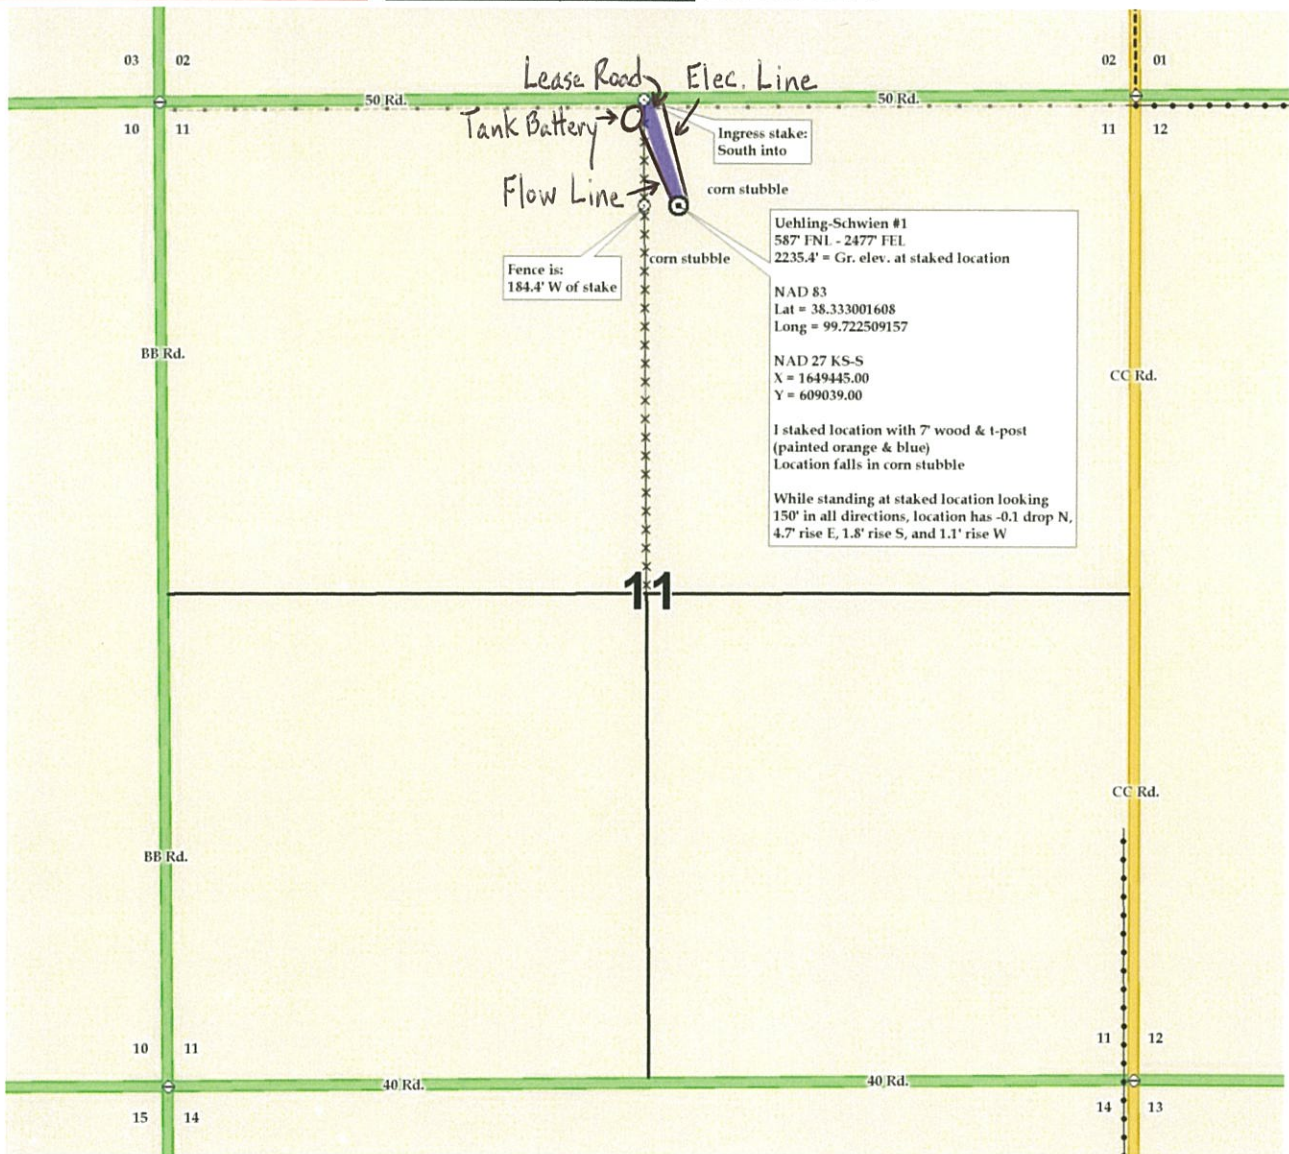 03 02
02 01
Lease Road
Elec. Line
50 Rd.
50 Rd.
Tank Battery
10 11
11 12
Ingress stake:
South into
Flow Line
corn stubble
Uehling-Schwien #1
587' FNL - 2477' FEL
2235.4' = Gr. elev. at staked location
NAD 83
Lat = 38.333001608
Long = 99.722509157
NAD 27 KS-S
X = 1649445.00
Y = 609039.00
I staked location with 7' wood & t-post
(painted orange & blue)
Location falls in corn stubble
While standing at staked location looking
150' in all directions, location has -0.1 drop N,
4.7' rise E, 1.8' rise S, and 1.1' rise W
corn stubble
Fence is:
184.4' W of stake
BB Rd.
CC Rd.
11
CC Rd.
BB Rd.
10 11
11 12
40 Rd.
40 Rd.
15 14
14 13